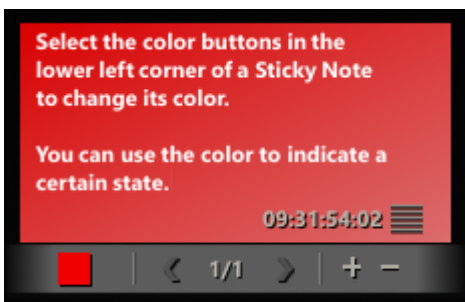 Select the color buttons in the
lower left corner of a Sticky Note
to change its color.
You can use the color to indicate a
certain state.
09:31:54:02
1/1
+ -